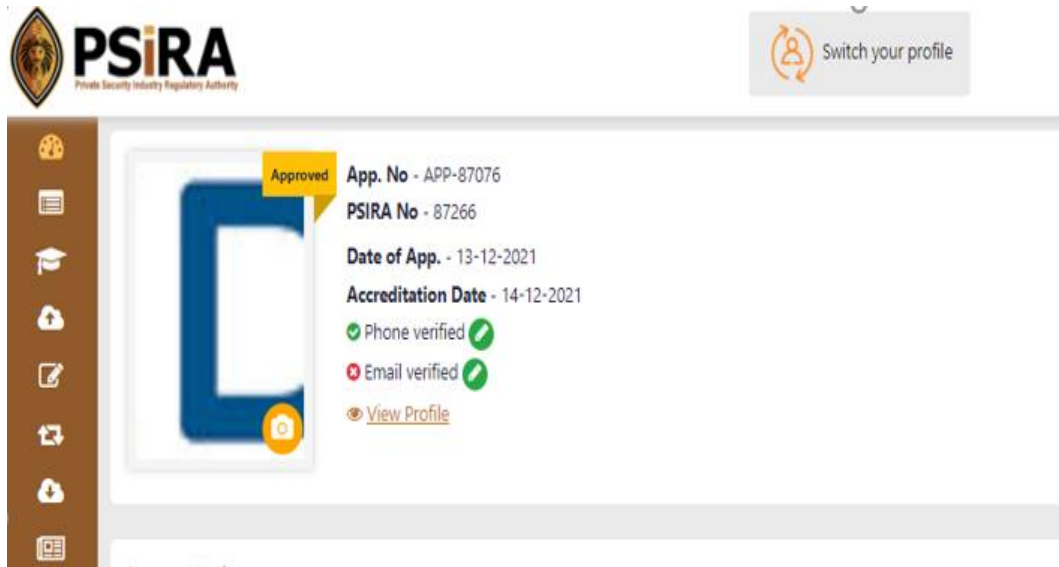 PSiRA
Private Security Industry Regulatory Authority
Switch your profile
Approved
App. No - APP-87076
PSIRA No - 87266
Date of App. - 13-12-2021
Accreditation Date - 14-12-2021
Phone verified
Email verified
View Profile